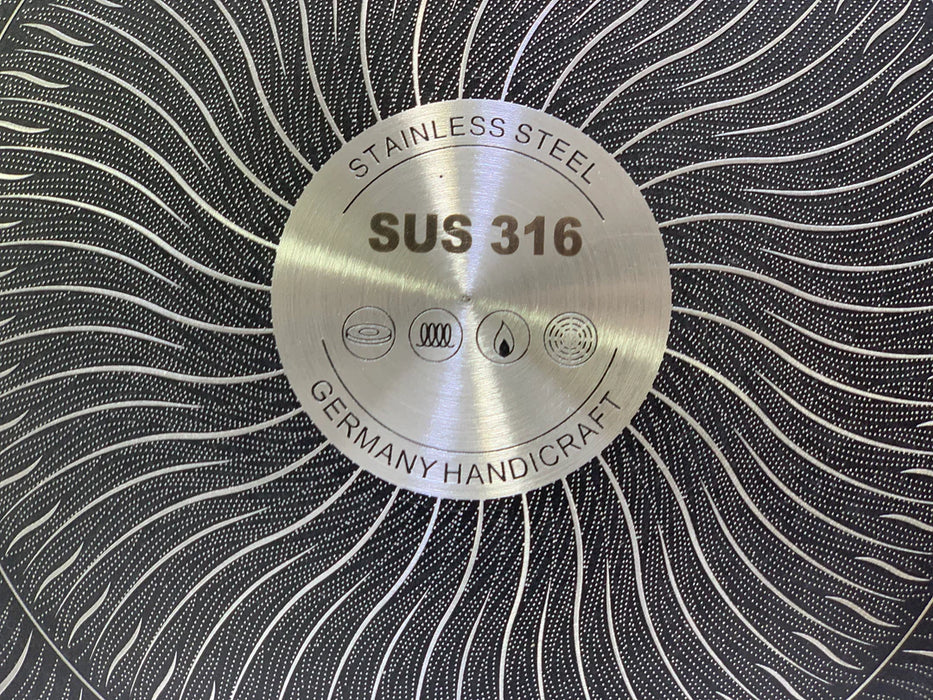 STAINLESS STEEL
SUS 316
GERMANY HANDICRAFT